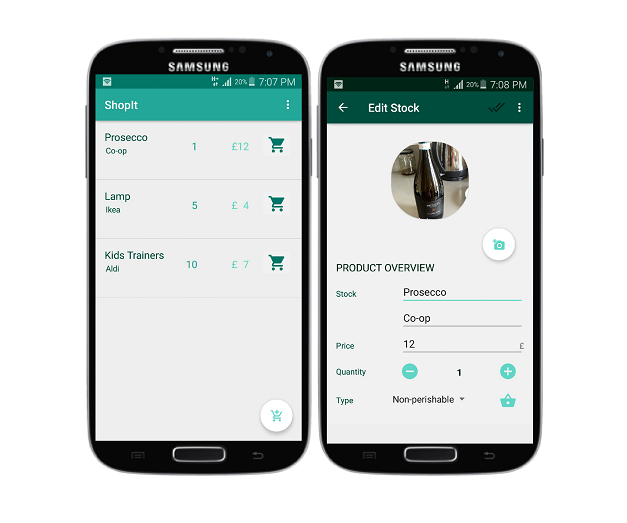 SAMSUNG
20% 7:07 PM
ShopIt
Prosecco
Co-op
1
£12
Lamp
Ikea
5
£ 4
Kids Trainers
Aldi
10
£ 7
SAMSUNG
20% 7:08 PM
Edit Stock
PRODUCT OVERVIEW
Stock
Prosecco
Co-op
Price
12
£
Quantity
1
Type
Non-perishable